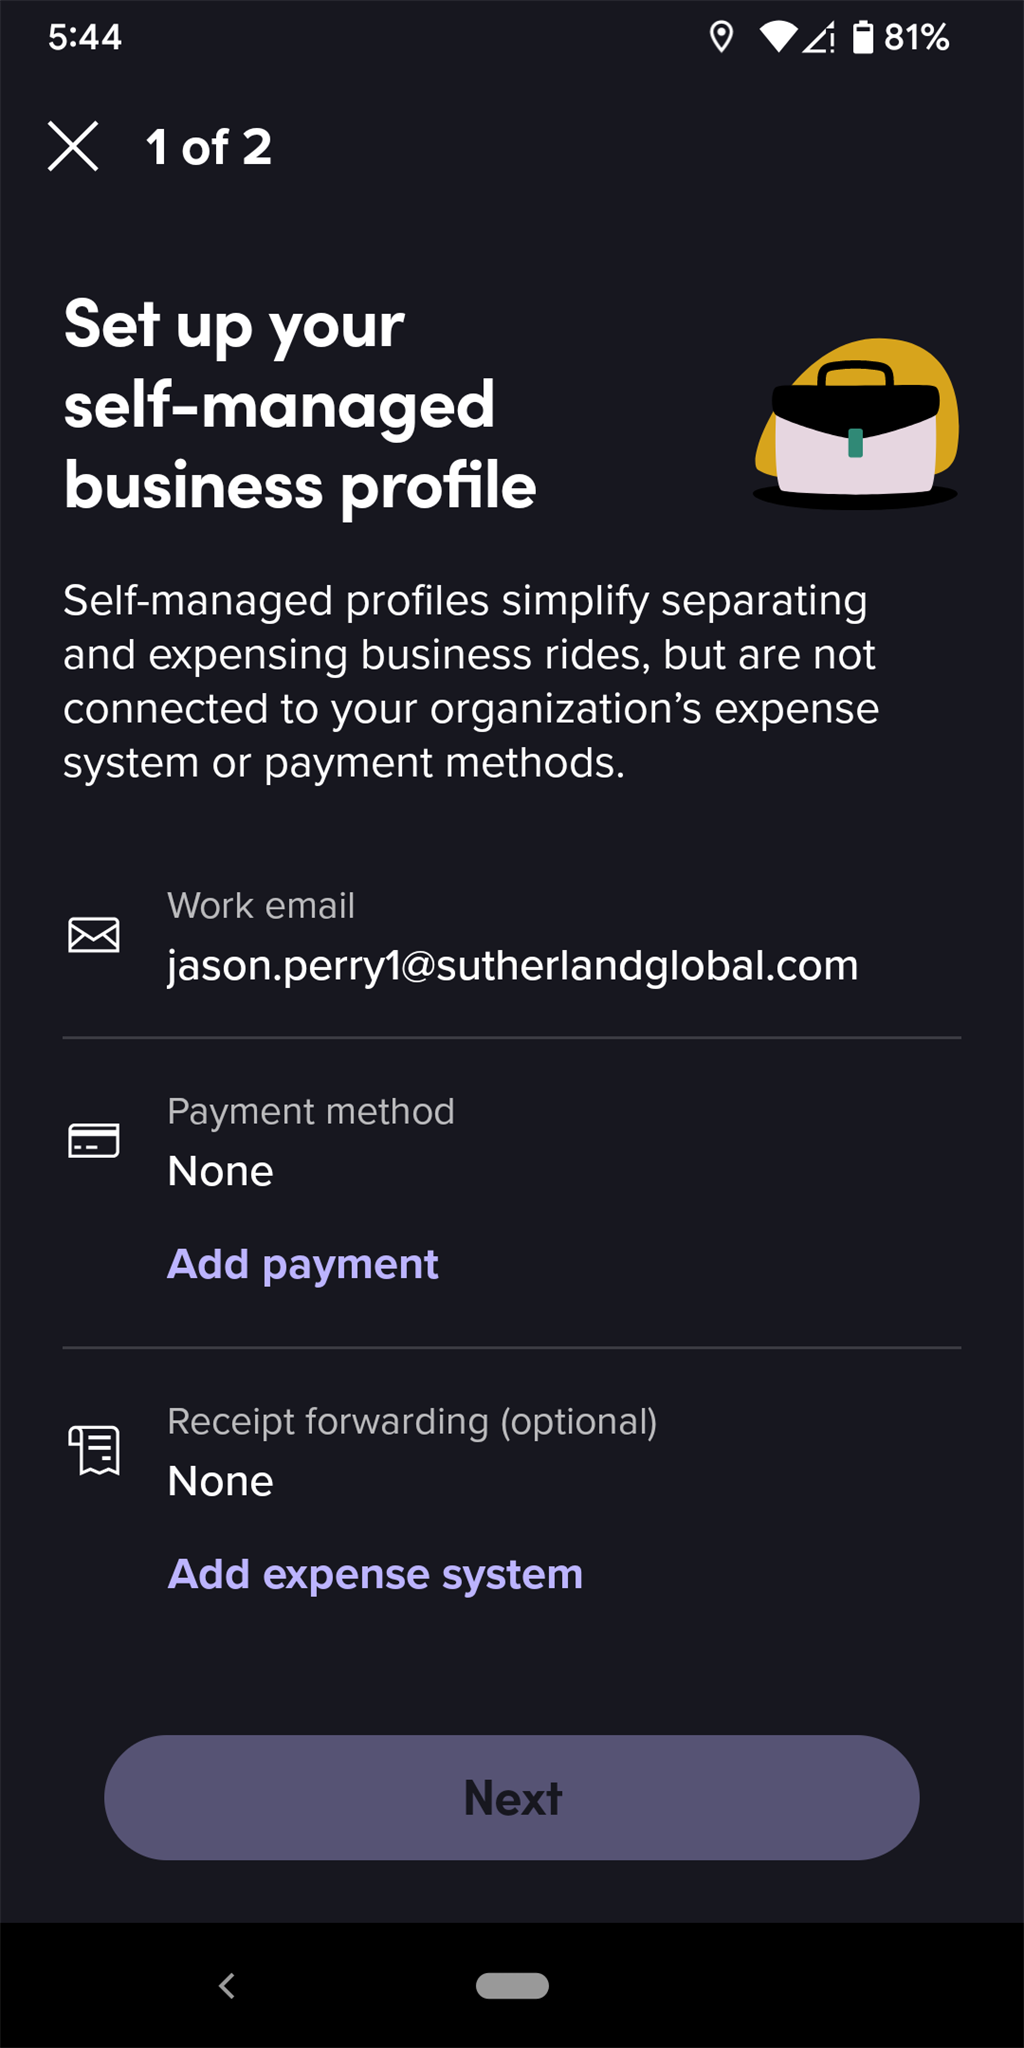 5:44
81%
1 of 2
Set up your
self-managed
business profile
Self-managed profiles simplify separating
and expensing business rides, but are not
connected to your organization’s expense
system or payment methods.
Work email
jason.perry1@sutherlandglobal.com
Payment method
None
Add payment
Receipt forwarding (optional)
None
Add expense system
Next